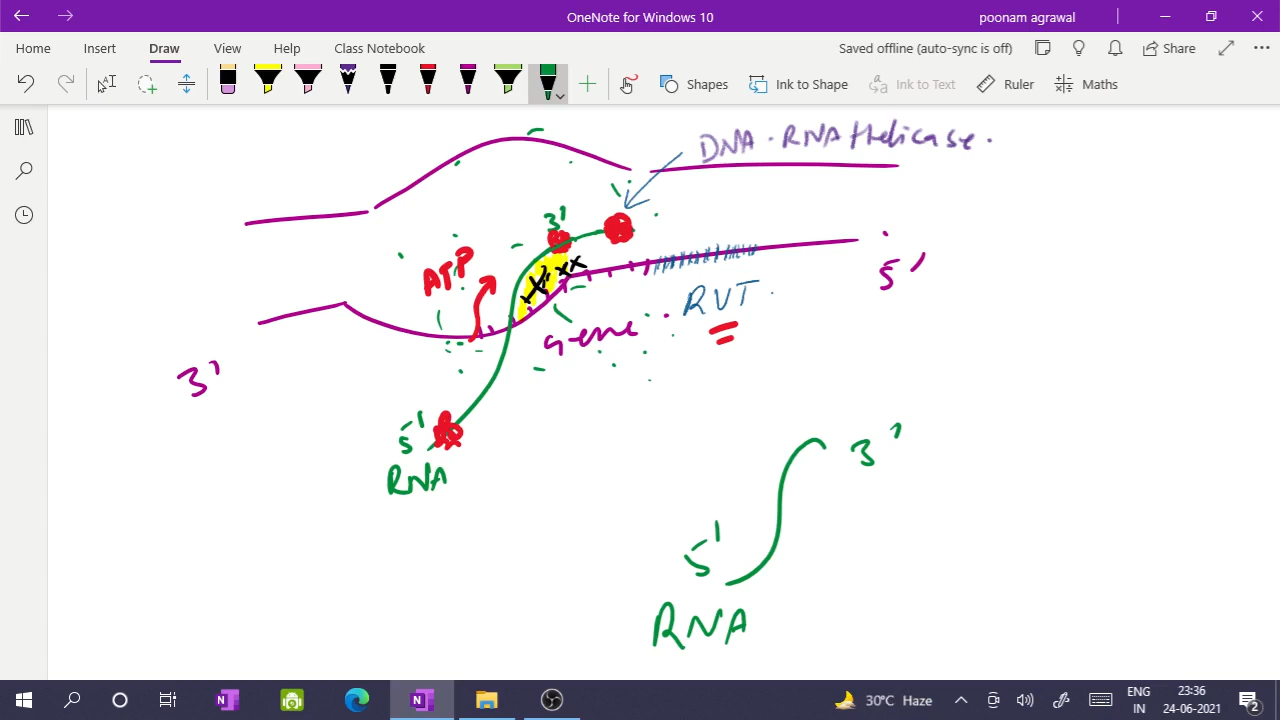 OneNote for Windows 10
poonam agrawal
Home Insert Draw View Help Class Notebook
Saved offline (auto-sync is off)
Share
Shapes
Ink to Shape
Ink to Text
Ruler
Maths
DNA . RNA Helicase.
3'
ATP
5'
RVT
gene
3'
5'
RNA
3'
5'
RNA
30°C Haze
ENG
IN
23:36
24-06-2021
2